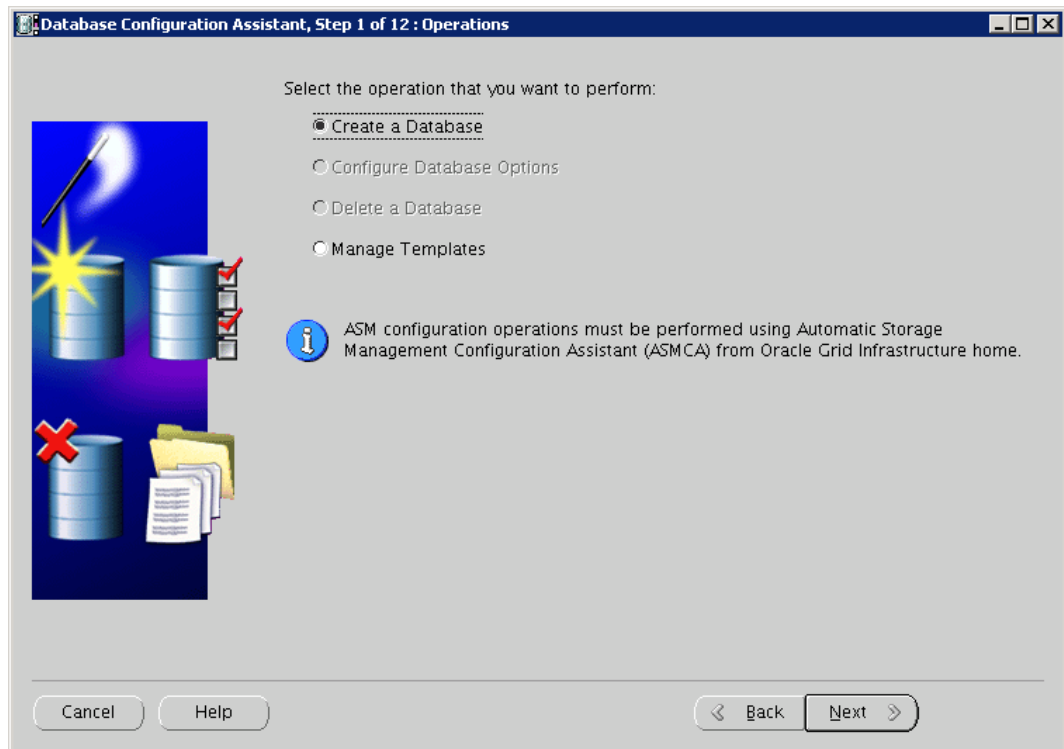 Database Configuration Assistant, Step 1 of 12 : Operations
Select the operation that you want to perform:
Create a Database
Configure Database Options
Delete a Database
Manage Templates
ASM configuration operations must be performed using Automatic Storage
Management Configuration Assistant (ASMCA) from Oracle Grid Infrastructure home.
Cancel
Help
Back
Next